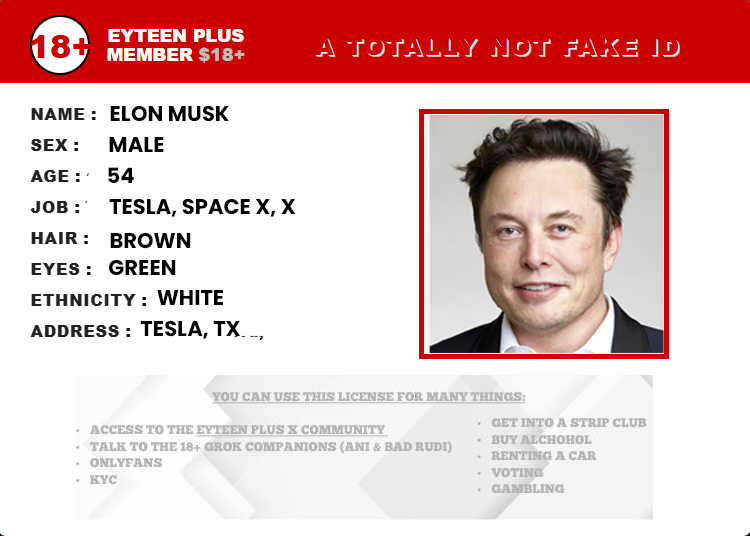 18+
EYTEEN PLUS
MEMBER $18+
A TOTALLY NOT FAKE ID
NAME : ELON MUSK
SEX : MALE
AGE : 54
JOB : TESLA, SPACE X, X
HAIR : BROWN
EYES : GREEN
ETHNICITY : WHITE
ADDRESS : TESLA, TX
YOU CAN USE THIS LICENSE FOR MANY THINGS:
• ACCESS TO THE EYTEEN PLUS X COMMUNITY
• TALK TO THE 18+ GROK COMPANIONS (ANI & BAD RUDI)
• ONLYFANS
• KYC
• GET INTO A STRIP CLUB
• BUY ALCHOHOL
• RENTING A CAR
• VOTING
• GAMBLING